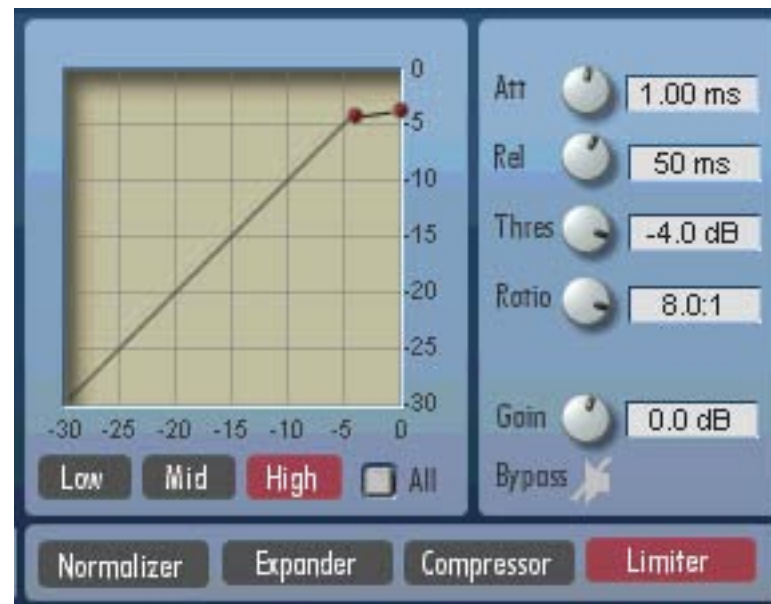 0
-5
-10
-15
-20
-25
-30
-30 -25 -20 -15 -10 -5 0
Low Mid High All
Att 1.00 ms
Rel 50 ms
Thres -4.0 dB
Ratio 8.0:1
Gain 0.0 dB
Bypass
Normalizer Expander Compressor Limiter